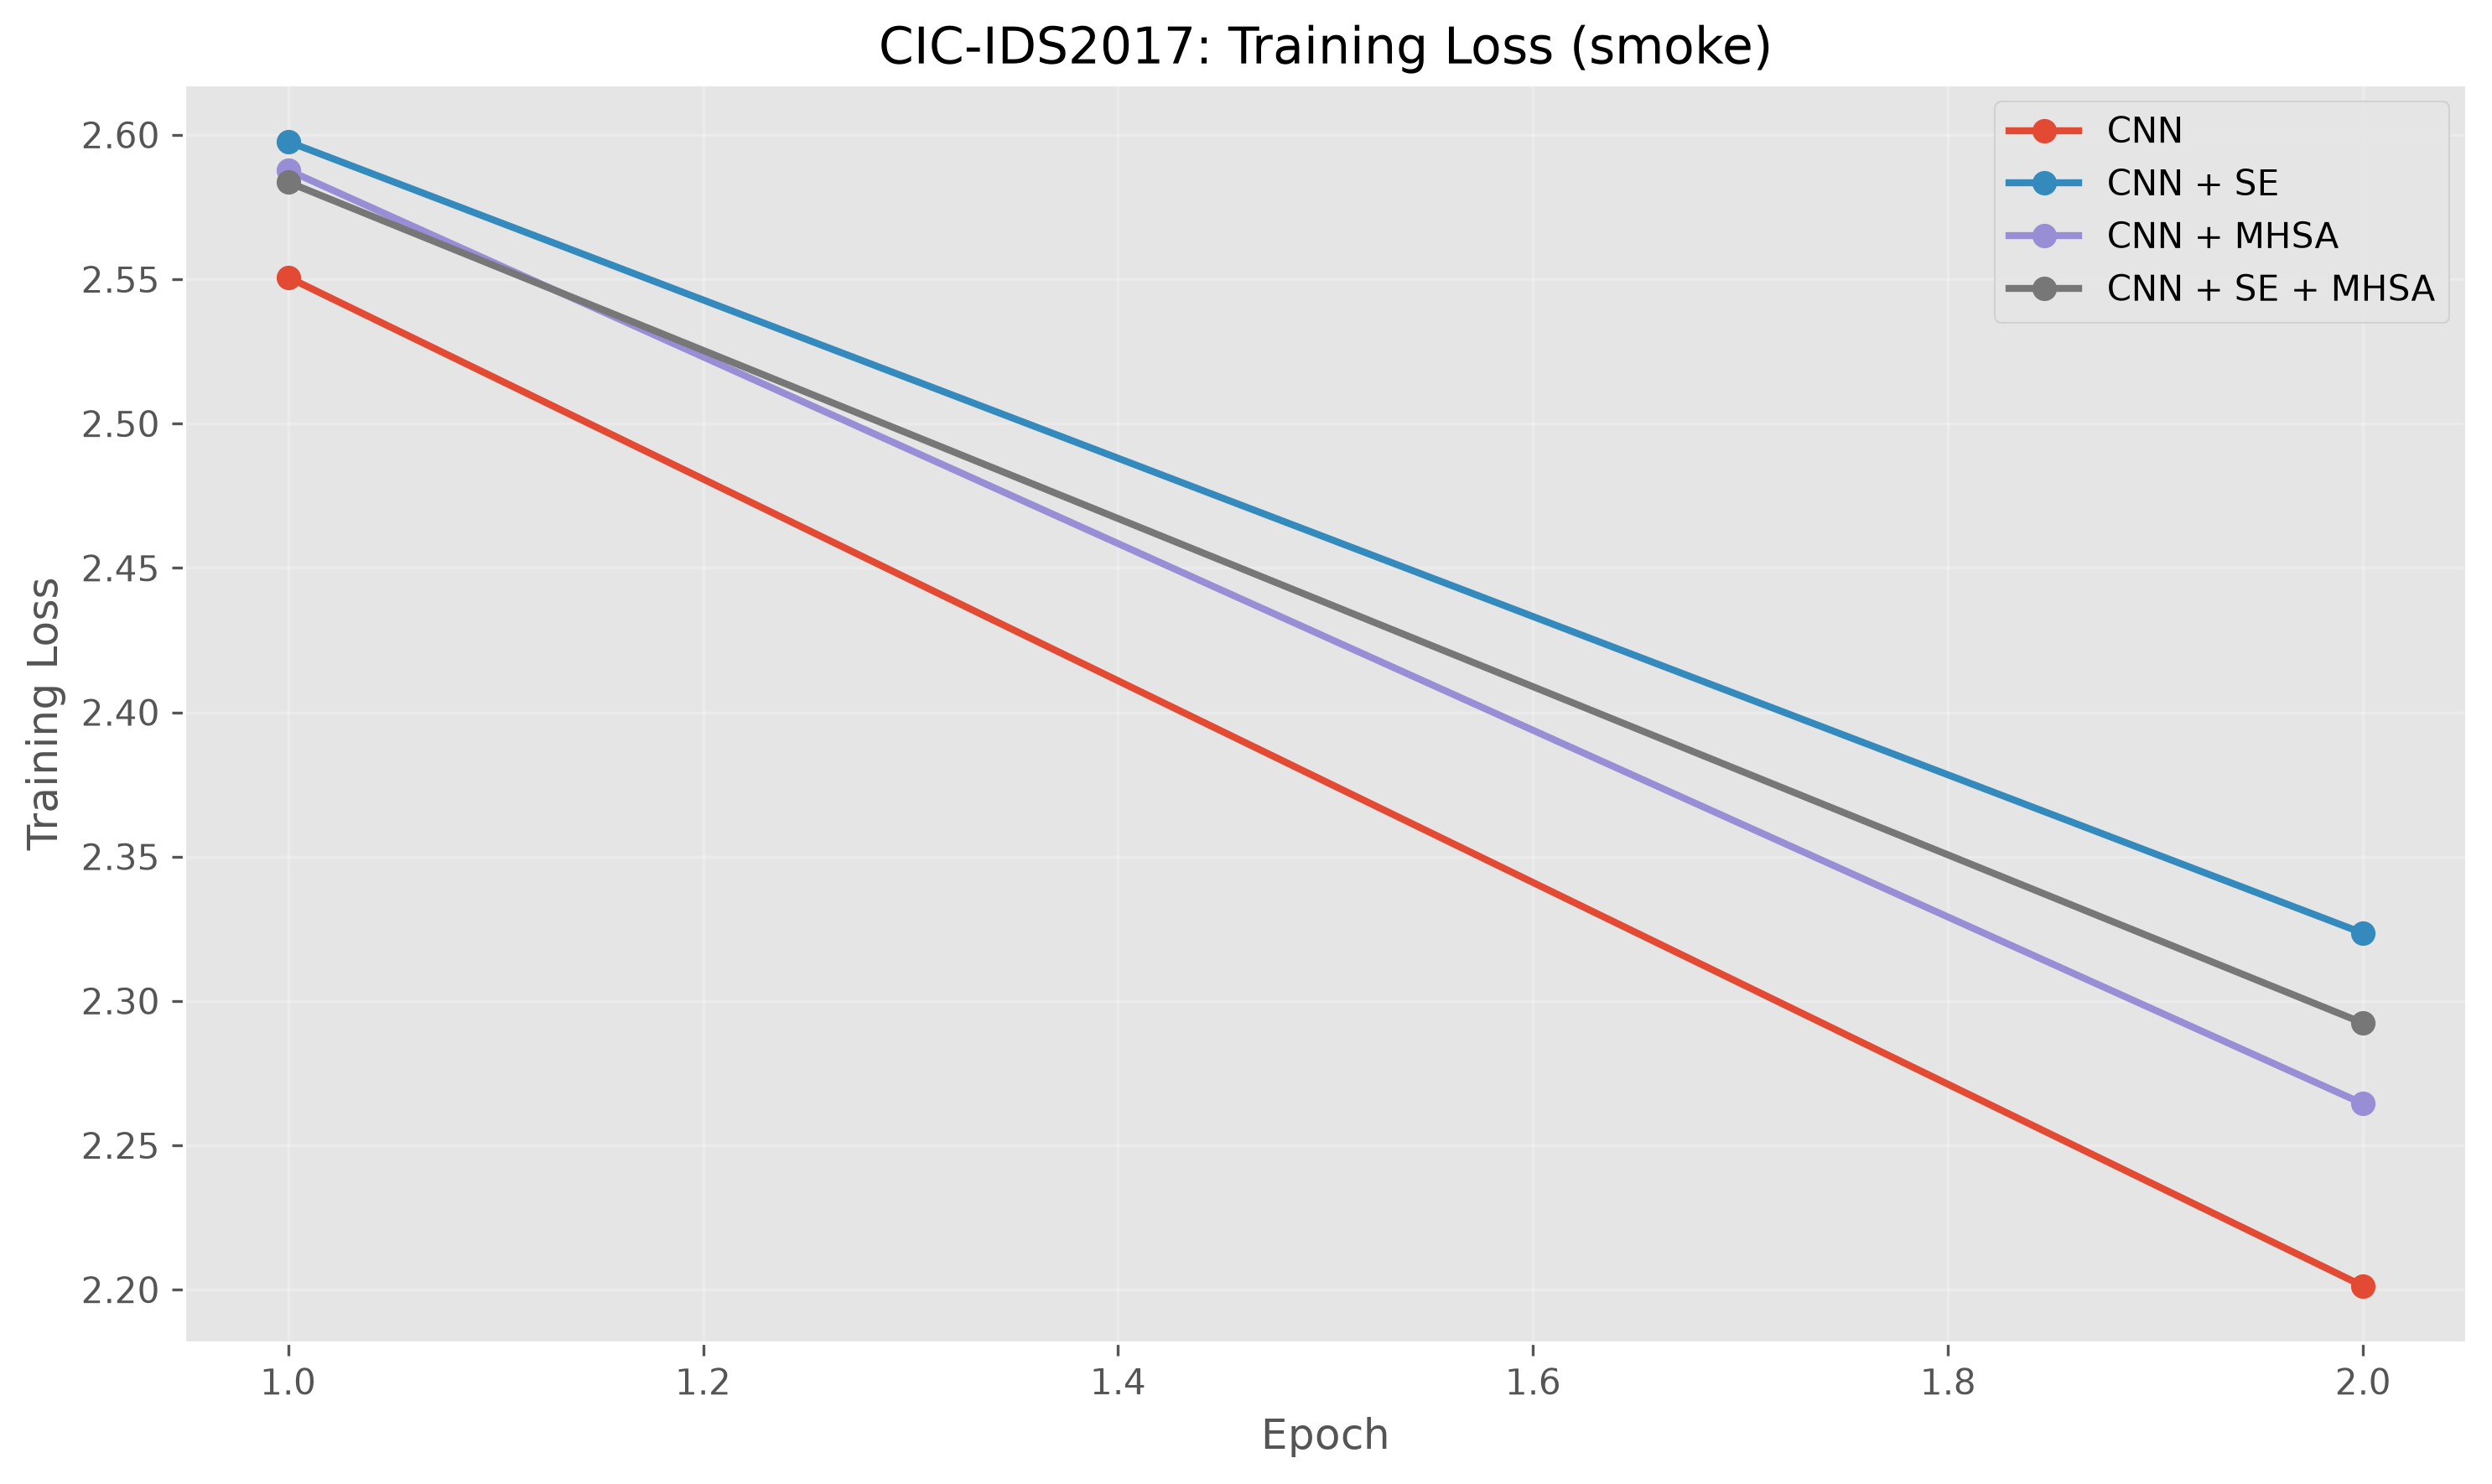 CIC-IDS2017: Training Loss (smoke)
CNN
CNN + SE
CNN + MHSA
CNN + SE + MHSA
Training Loss
2.60
2.55
2.50
2.45
2.40
2.35
2.30
2.25
2.20
1.0 1.2 1.4 1.6 1.8 2.0
Epoch